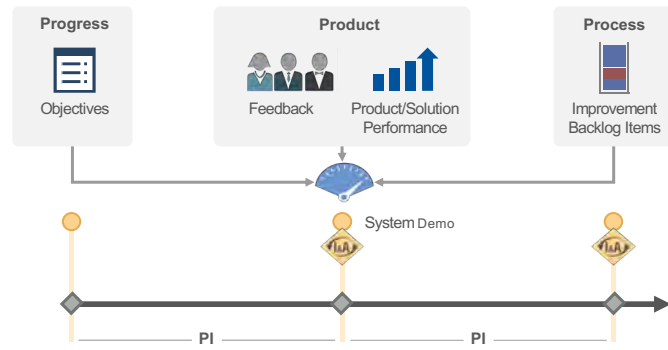 Progress
Objectives
Product
Feedback
Product/Solution
Performance
Process
Improvement
Backlog Items
System Demo
I&A
I&A
PI
PI